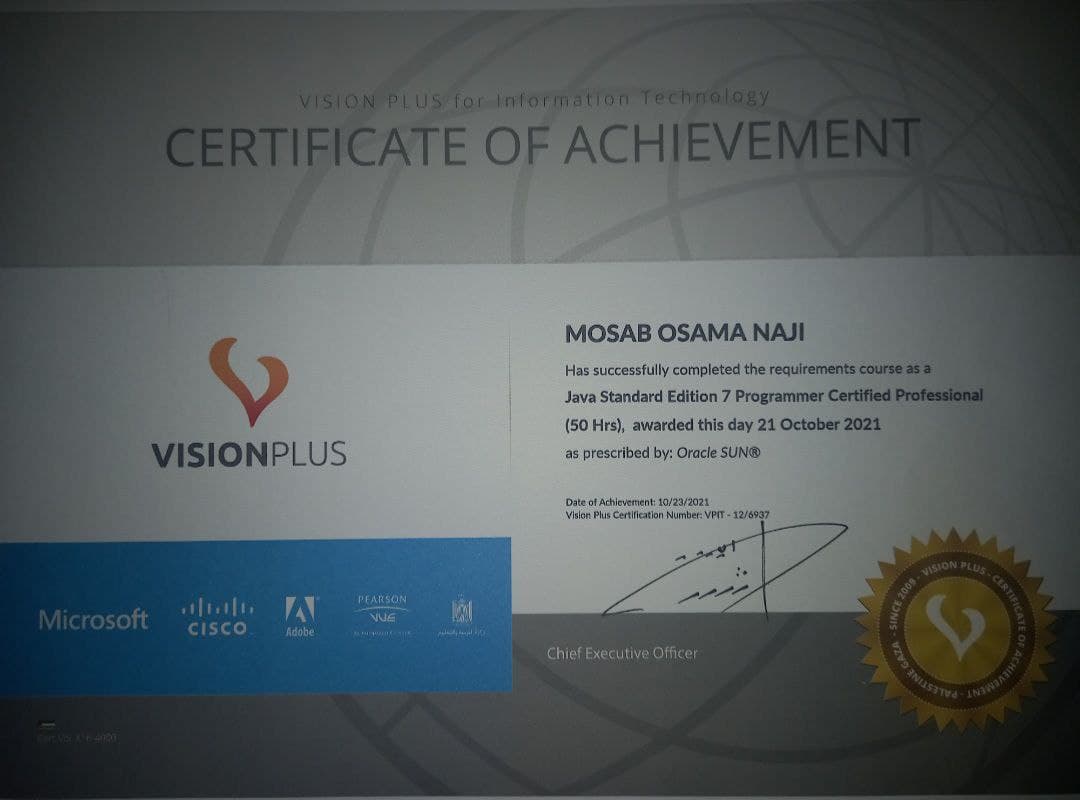 VISION PLUS for Information Technology
CERTIFICATE OF ACHIEVEMENT
MOSAB OSAMA NAJI
Has successfully completed the requirements course as a
Java Standard Edition 7 Programmer Certified Professional
(50 Hrs), awarded this day 21 October 2021
as prescribed by: Oracle SUN®
VISIONPLUS
Date of Achievement: 10/23/2021
Vision Plus Certification Number: VPIT - 12/6937
Microsoft
CISCO
Adobe
PEARSON
VUE
Chief Executive Officer
SINCE 2009 - VISION PLUS - CERTIFICATE OF ACHIEVEMENT - PALESTINE GAZA -